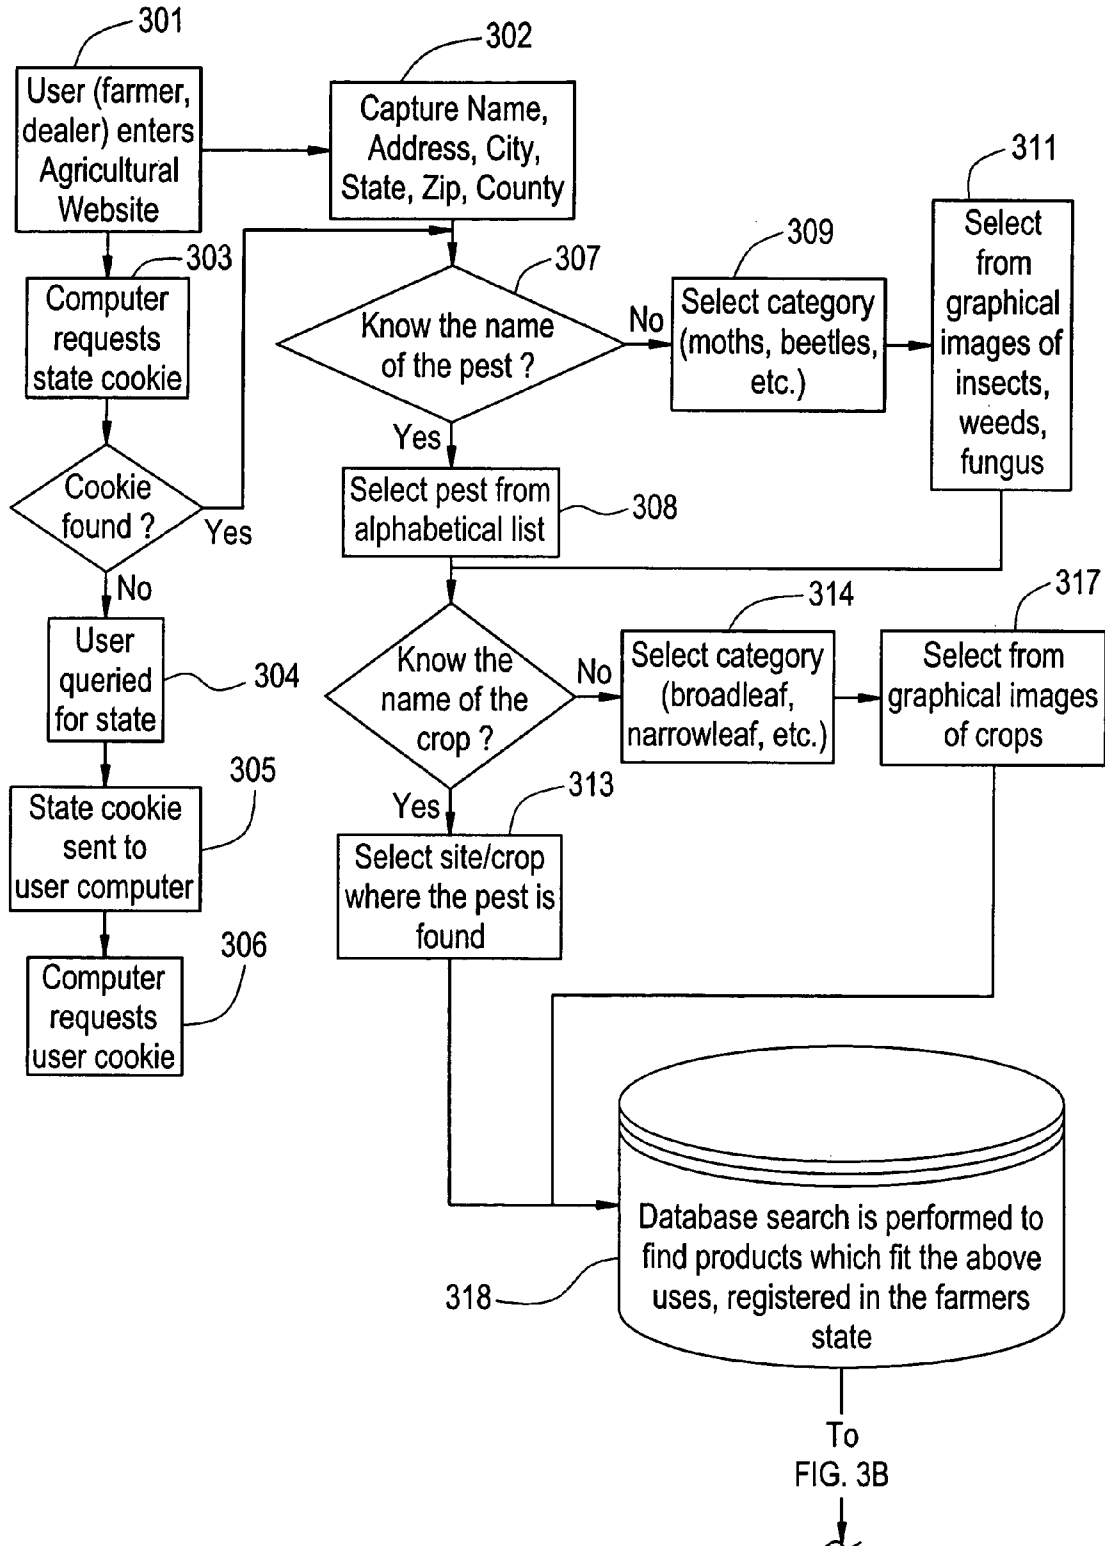 301
User (farmer,
dealer) enters
Agricultural
Website
302
Capture Name,
Address, City,
State, Zip, County
303
Computer
requests
state cookie
Cookie
found ?
Yes
No
User
queried
for state
304
State cookie
sent to
user computer
305
Computer
requests
user cookie
306
307
Know the name
of the pest ?
No
Yes
309
Select category
(moths, beetles,
etc.)
311
Select
from
graphical
images of
insects,
weeds,
fungus
Select pest from
alphabetical list
308
Know the
name of the
crop ?
No
Yes
314
Select category
(broadleaf,
narrowleaf, etc.)
317
Select from
graphical images
of crops
313
Select site/crop
where the pest is
found
Database search is performed to
find products which fit the above
uses, registered in the farmers
state
318
To
FIG. 3B